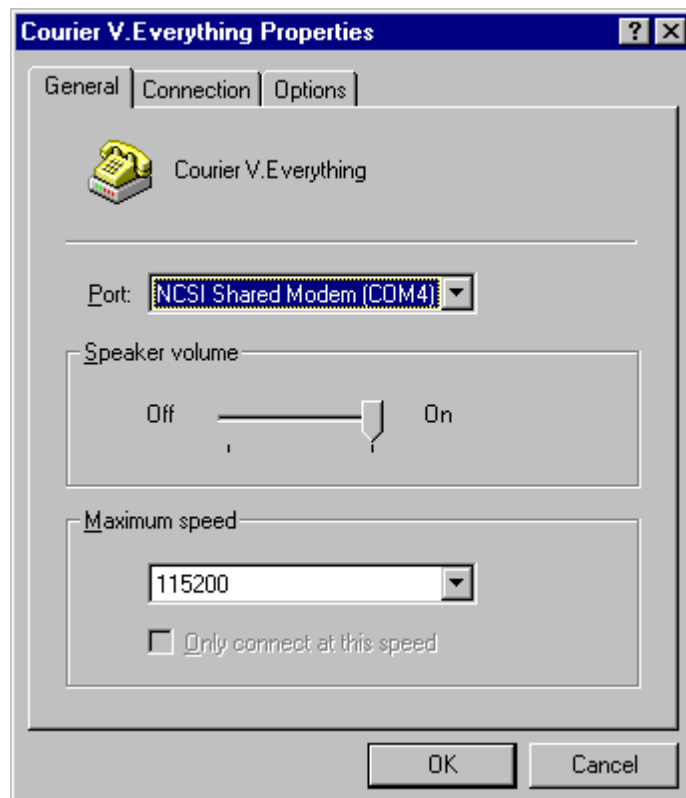 Courier V.Everything Properties
General Connection Options
Courier V.Everything
Port: NCSI Shared Modem (COM4)
Speaker volume
Off On
Maximum speed
115200
Only connect at this speed
OK Cancel